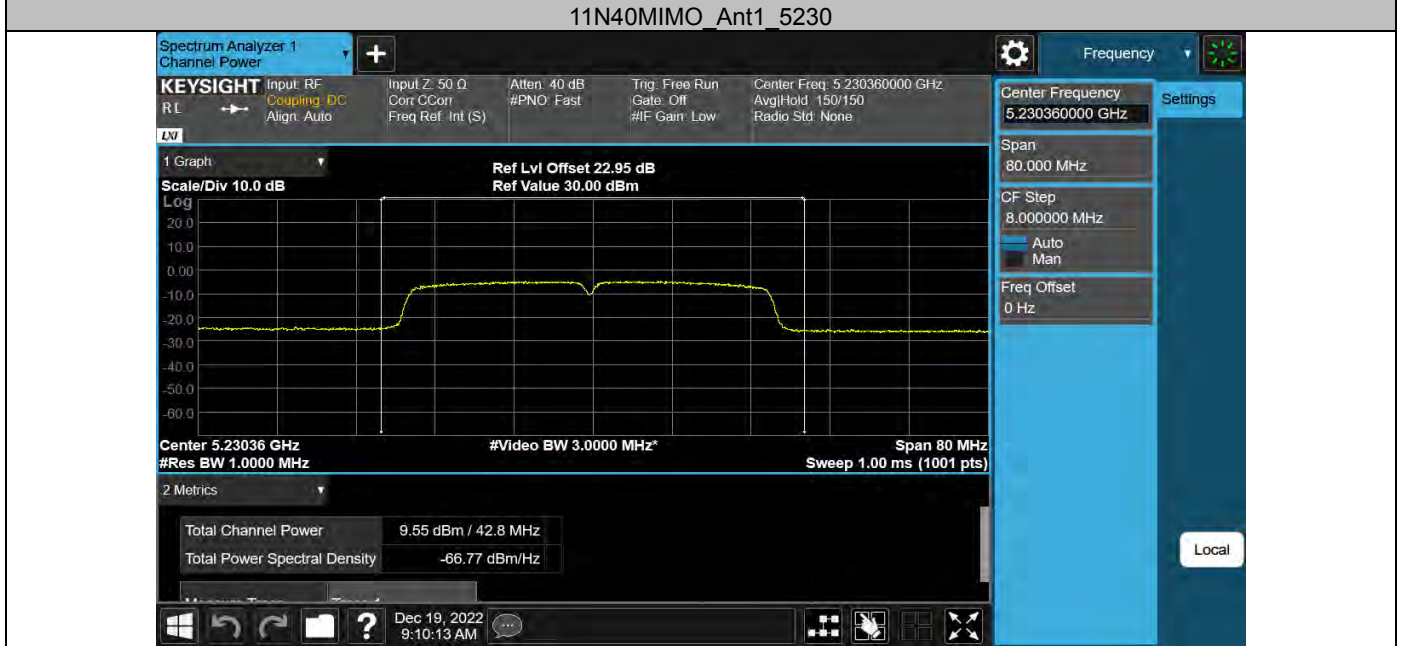 11N40MIMO_Ant1_5230
Spectrum Analyzer 1
Channel Power
Frequency
KEYSIGHT
RL
LXI
Input: RF
Coupling: DC
Align: Auto
Input Z: 50 Ω
Corr CCorr
Freq Ref: Int (S)
Atten: 40 dB
#PNO: Fast
Trig: Free Run
Gate: Off
#IF Gain: Low
Center Freq: 5.230360000 GHz
Avg|Hold: 150/150
Radio Std: None
Center Frequency
5.230360000 GHz
Settings
Span
80.000 MHz
CF Step
8.000000 MHz
Auto
Man
Freq Offset
0 Hz
Local
1 Graph
Scale/Div 10.0 dB
Ref Lvl Offset 22.95 dB
Ref Value 30.00 dBm
Log
20.0
10.0
0.00
-10.0
-20.0
-30.0
-40.0
-50.0
-60.0
Center 5.23036 GHz
#Video BW 3.0000 MHz*
Span 80 MHz
#Res BW 1.0000 MHz
Sweep 1.00 ms (1001 pts)
2 Metrics
Total Channel Power 9.55 dBm / 42.8 MHz
Total Power Spectral Density -66.77 dBm/Hz
?
Dec 19, 2022
9:10:13 AM